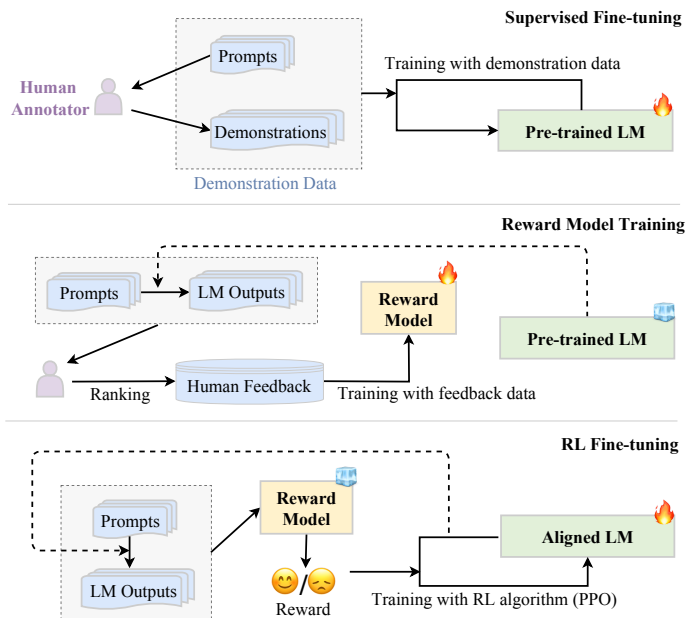 Supervised Fine-tuning
Prompts
Training with demonstration data
Human
Annotator
Demonstrations
Pre-trained LM
Demonstration Data
Reward Model Training
Prompts
LM Outputs
Reward
Model
Pre-trained LM
Ranking
Human Feedback
Training with feedback data
RL Fine-tuning
Prompts
Reward
Model
Aligned LM
LM Outputs
/
Reward
Training with RL algorithm (PPO)